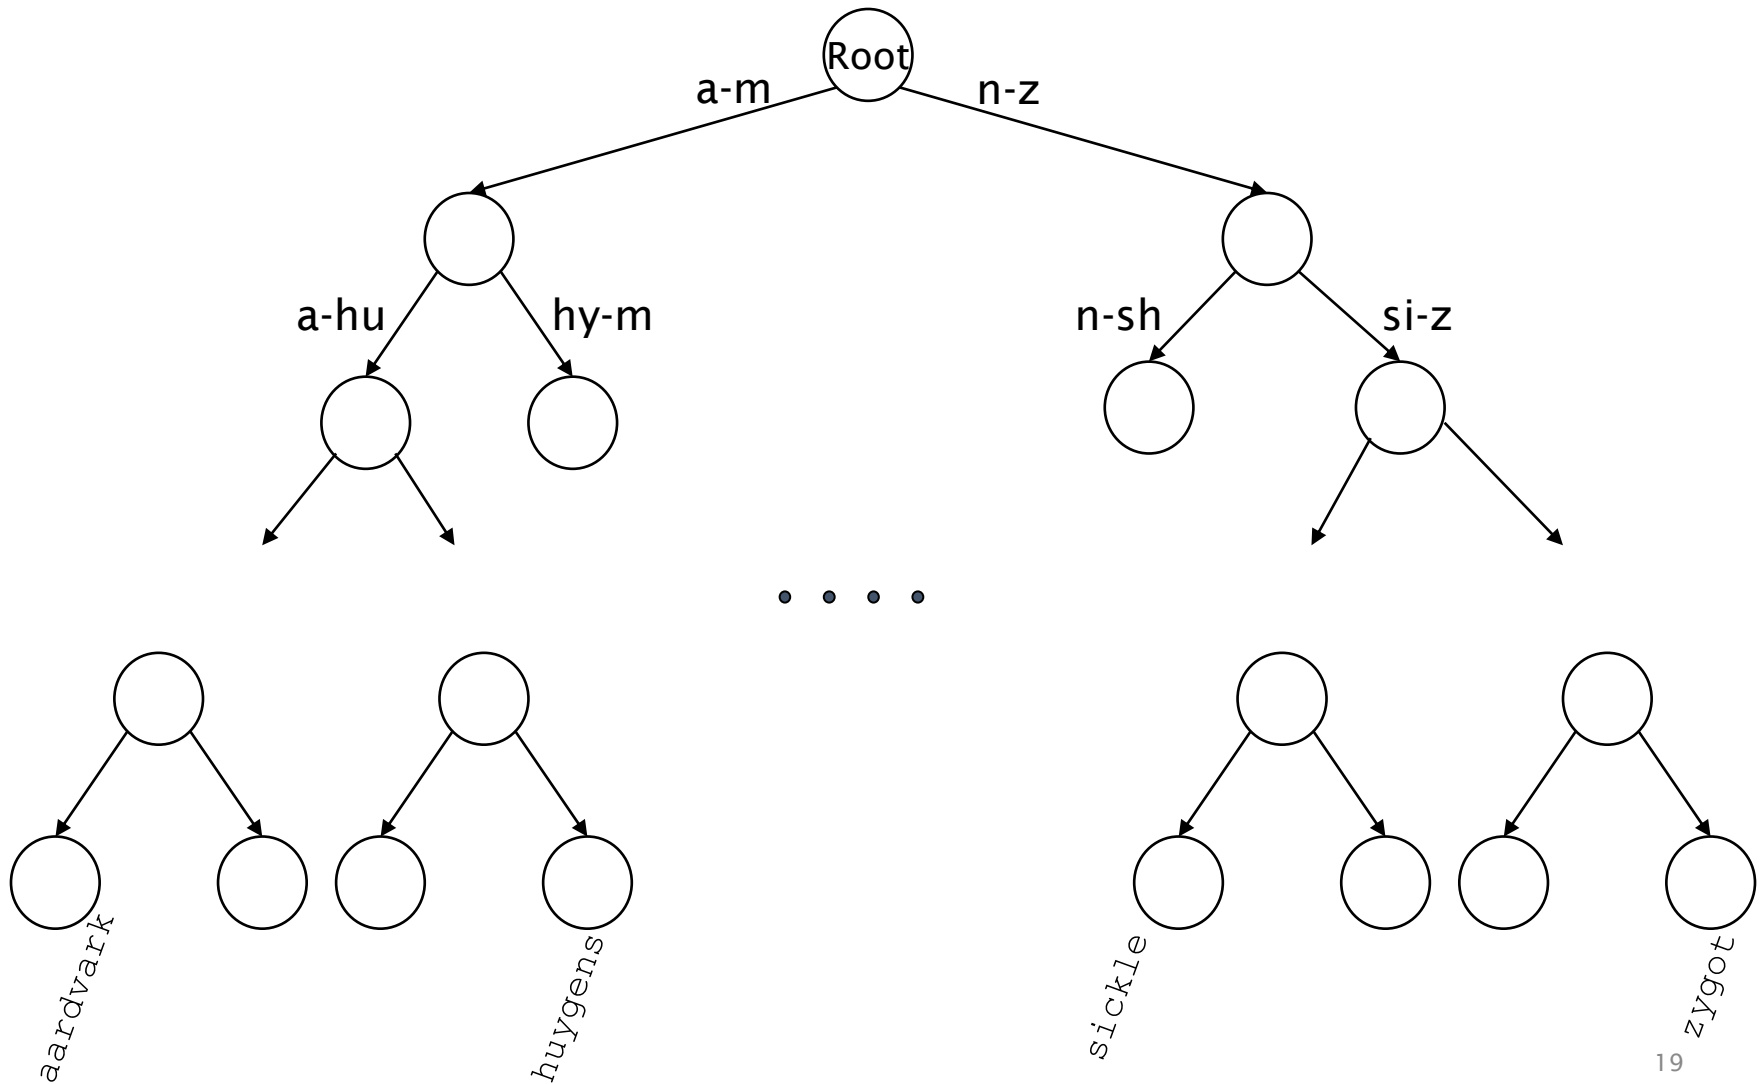 Root
a-m
n-z
a-hu
hy-m
n-sh
si-z
aardvark
huygens
sickle
zygot
19